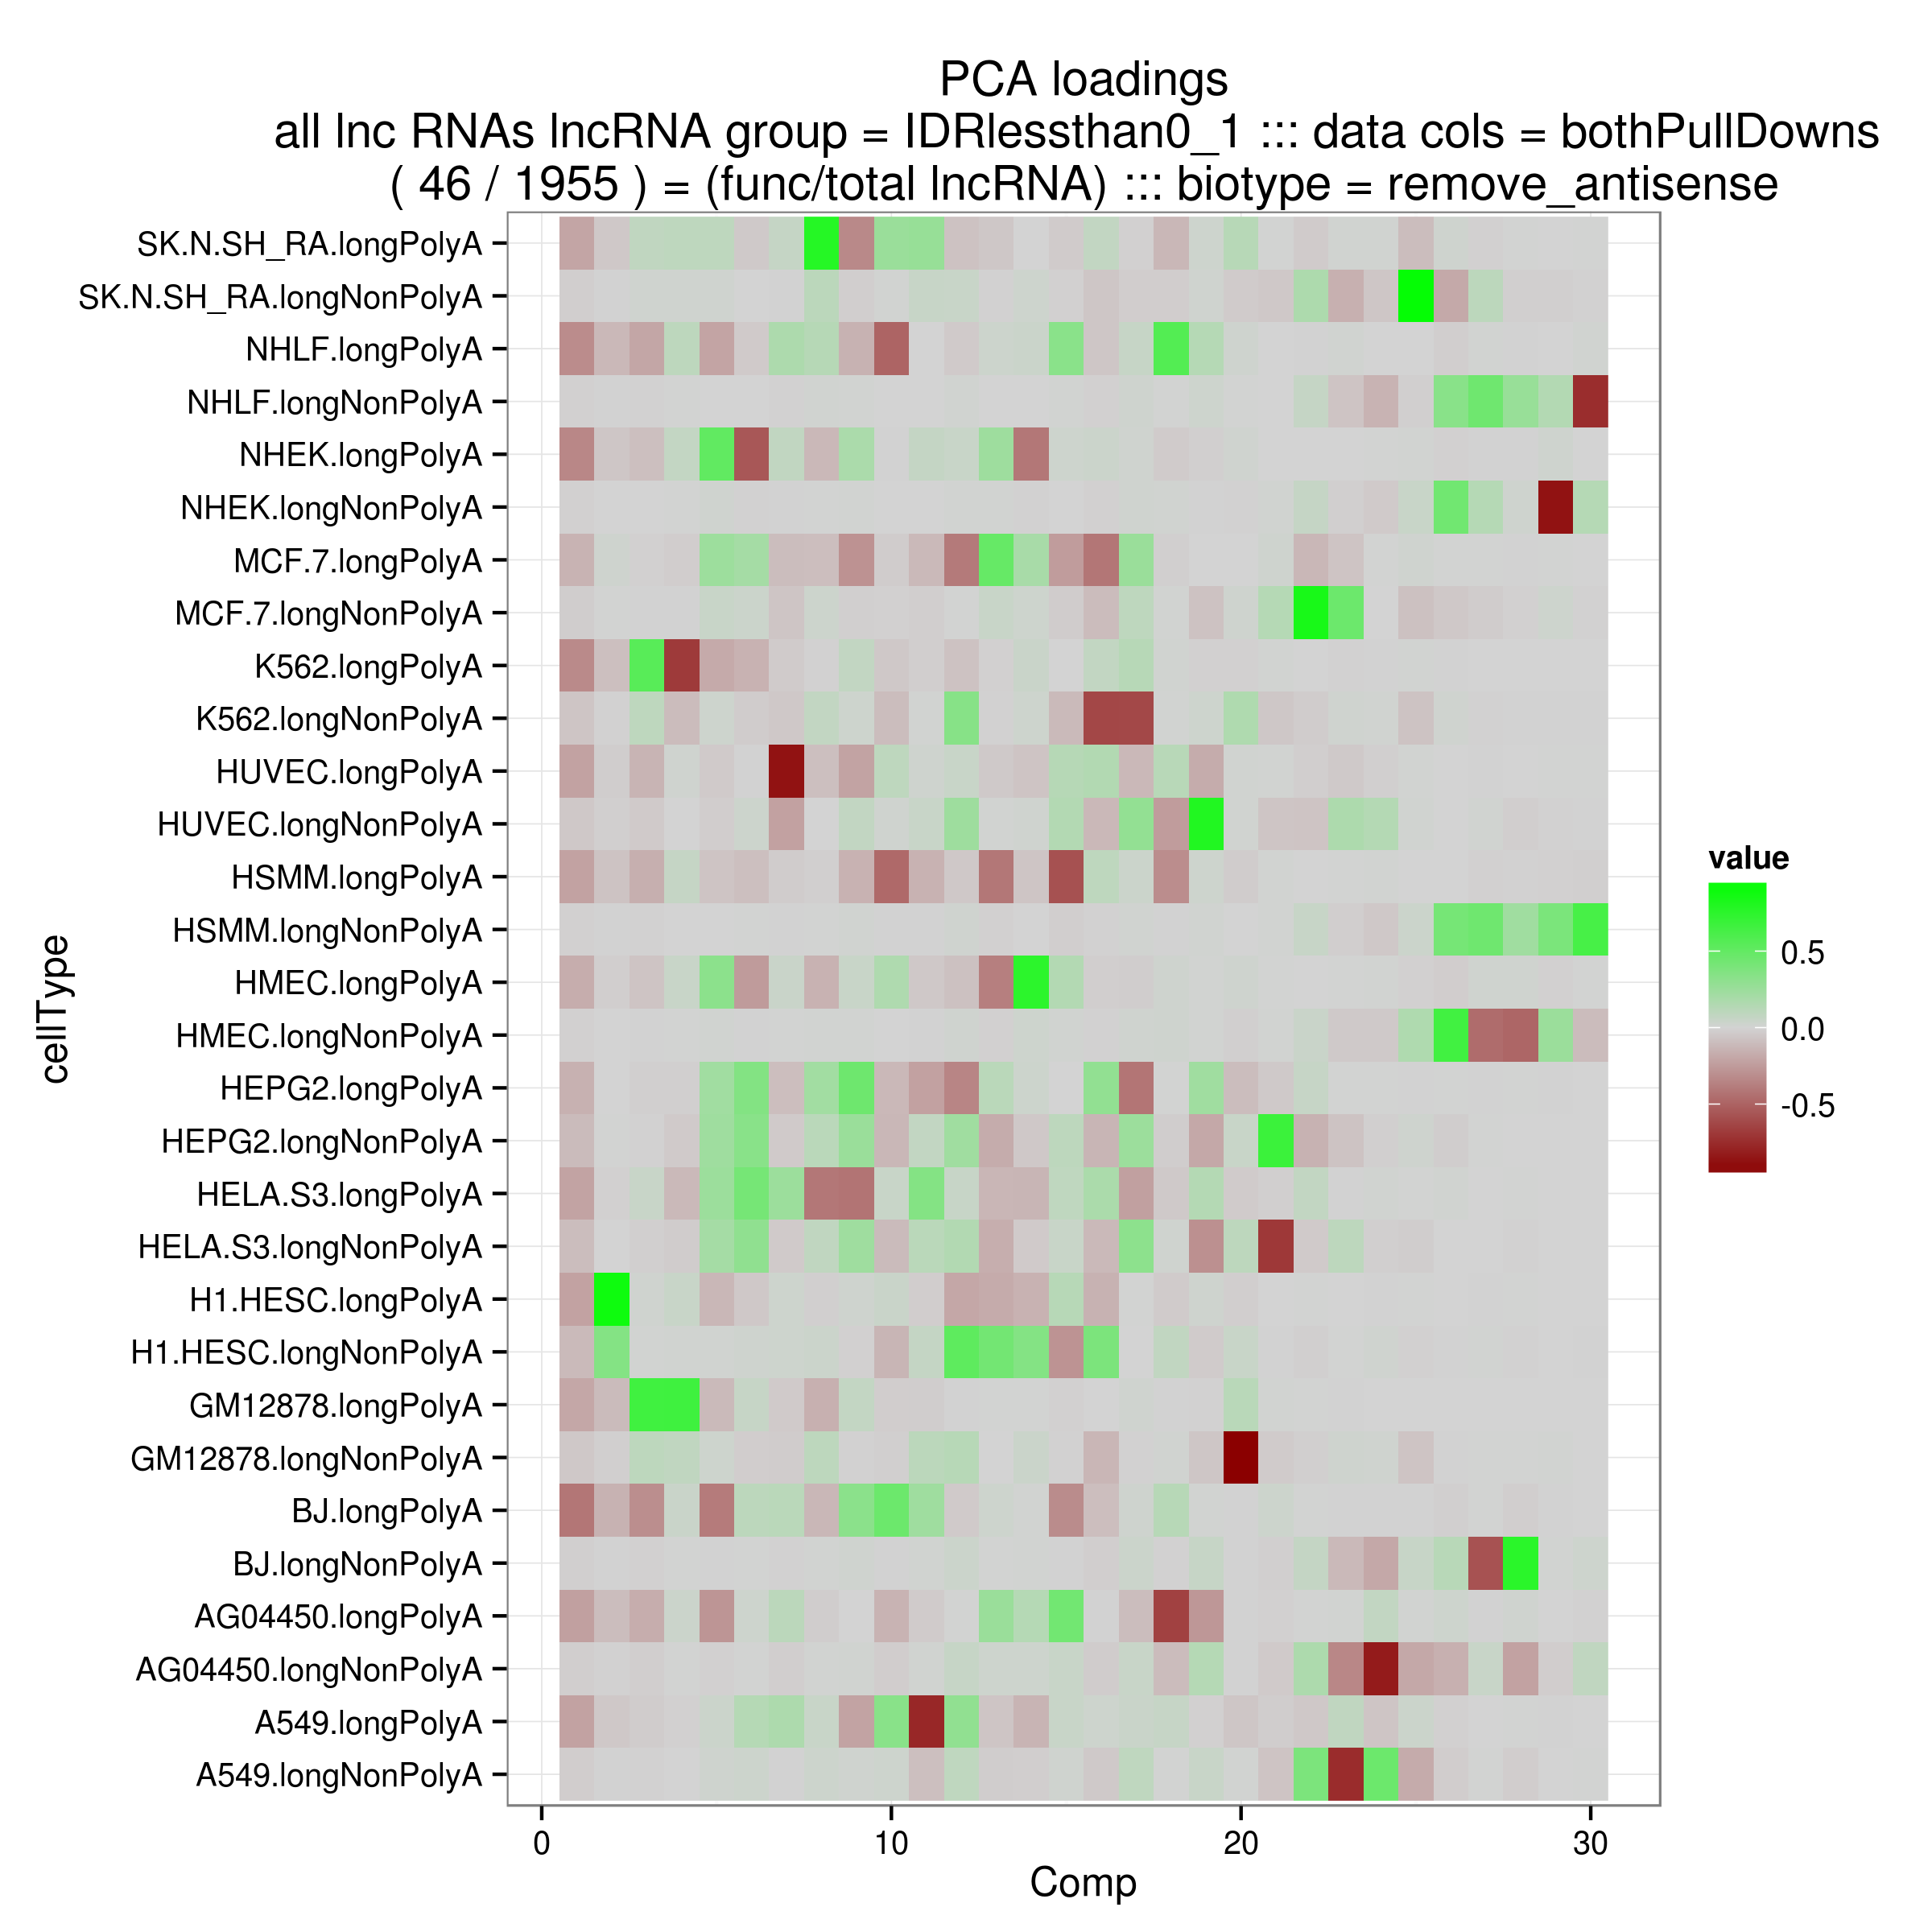 PCA loadings
all lnc RNAs lncRNA group = IDRlessthan0_1 ::: data cols = bothPullDowns
( 46 / 1955 ) = (func/total lncRNA) ::: biotype = remove_antisense
SK.N.SH_RA.longPolyA
SK.N.SH_RA.longNonPolyA
NHLF.longPolyA
NHLF.longNonPolyA
NHEK.longPolyA
NHEK.longNonPolyA
MCF.7.longPolyA
MCF.7.longNonPolyA
K562.longPolyA
K562.longNonPolyA
HUVEC.longPolyA
HUVEC.longNonPolyA
HSMM.longPolyA
HSMM.longNonPolyA
HMEC.longPolyA
HMEC.longNonPolyA
HEPG2.longPolyA
HEPG2.longNonPolyA
HELA.S3.longPolyA
HELA.S3.longNonPolyA
H1.HESC.longPolyA
H1.HESC.longNonPolyA
GM12878.longPolyA
GM12878.longNonPolyA
BJ.longPolyA
BJ.longNonPolyA
AG04450.longPolyA
AG04450.longNonPolyA
A549.longPolyA
A549.longNonPolyA
cellType
0 10 20 30
Comp
value
0.5
0.0
-0.5